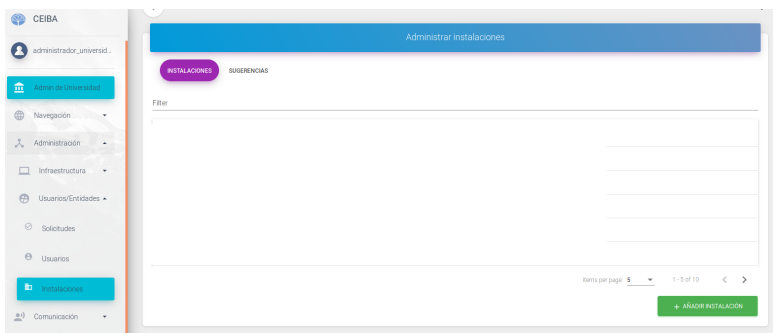 CEIBA
administrador_universid...
Admin de Universidad
Navegación
Administración
Infraestructura
Usuarios/Entidades
Solicitudes
Usuarios
Instalaciones
Comunicación
Administrar instalaciones
INSTALACIONES SUGERENCIAS
Filter
Items per page: 5 1 - 5 of 10
+ AÑADIR INSTALACIÓN